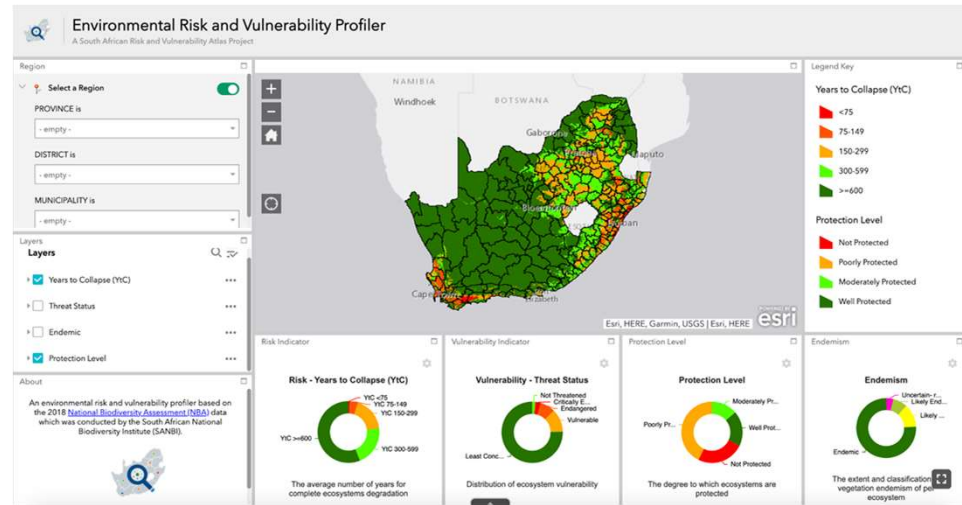 Environmental Risk and Vulnerability Profiler
A South African Risk and Vulnerability Atlas Project
Region
Select a Region
PROVINCE is
- empty -
DISTRICT is
- empty -
MUNICIPALITY is
- empty -
Layers
Layers
Years to Collapse (YtC)
Threat Status
Endemic
Protection Level
About
An environmental risk and vulnerability profiler based on
the 2018 National Biodiversity Assessment (NBA) data
which was conducted by the South African National
Biodiversity Institute (SANBI).
NAMIBIA
Windhoek
BOTSWANA
Esri, HERE, Garmin, USGS | Esri, HERE
POWERED BY
esri
Legend Key
Years to Collapse (YtC)
<75
75-149
150-299
300-599
>=600
Protection Level
Not Protected
Poorly Protected
Moderately Protected
Well Protected
Risk Indicator
Risk - Years to Collapse (YtC)
YtC <75
YtC 75-149
YtC 150-299
YtC >=600
YtC 300-599
The average number of years for
complete ecosystems degradation
Vulnerability Indicator
Vulnerability - Threat Status
Not Threatened
Critically E...
Endangered
Vulnerable
Least Conc...
Distribution of ecosystem vulnerability
Protection Level
Protection Level
Moderately Pr...
Poorly Pr...
Well Prot...
Not Protected
The degree to which ecosystems are
protected
Endemism
Endemism
Uncertain- r...
Likely End...
Likely ...
Endemic
The extent and classification
vegetation endemism of per
ecosystem